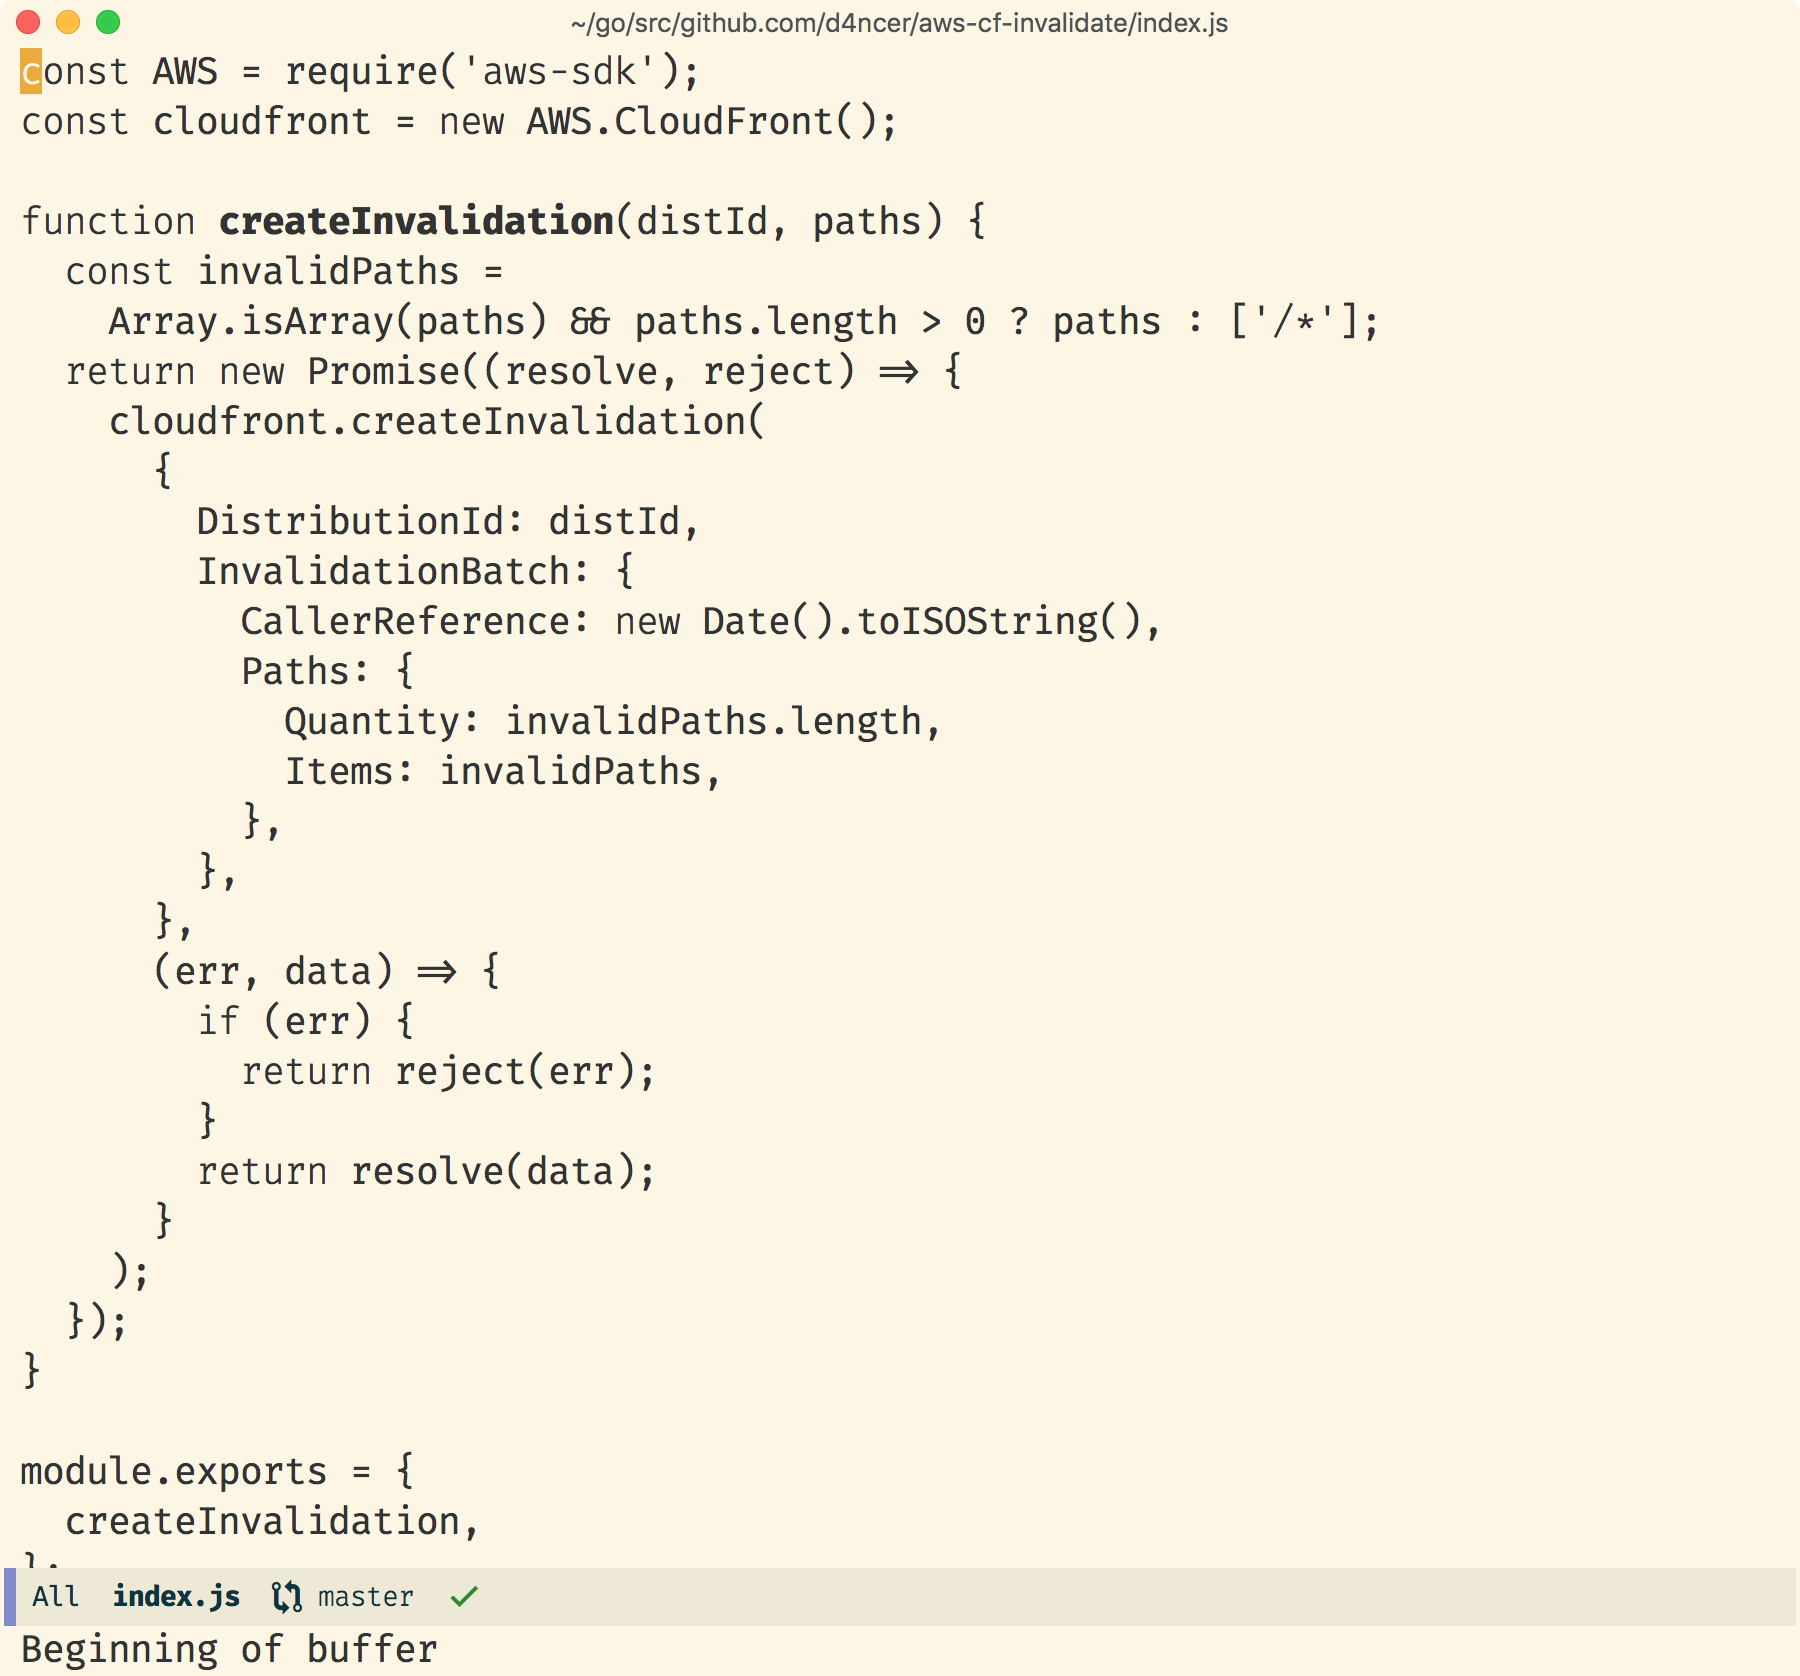 ~/go/src/github.com/d4ncer/aws-cf-invalidate/index.js
const AWS = require('aws-sdk');
const cloudfront = new AWS.CloudFront();

function createInvalidation(distId, paths) {
  const invalidPaths =
    Array.isArray(paths) && paths.length > 0 ? paths : ['/*'];
  return new Promise((resolve, reject) => {
    cloudfront.createInvalidation(
      {
        DistributionId: distId,
        InvalidationBatch: {
          CallerReference: new Date().toISOString(),
          Paths: {
            Quantity: invalidPaths.length,
            Items: invalidPaths,
          },
        },
      },
      (err, data) => {
        if (err) {
          return reject(err);
        }
        return resolve(data);
      }
    );
  });
}

module.exports = {
  createInvalidation,
};
All index.js master ✓
Beginning of buffer